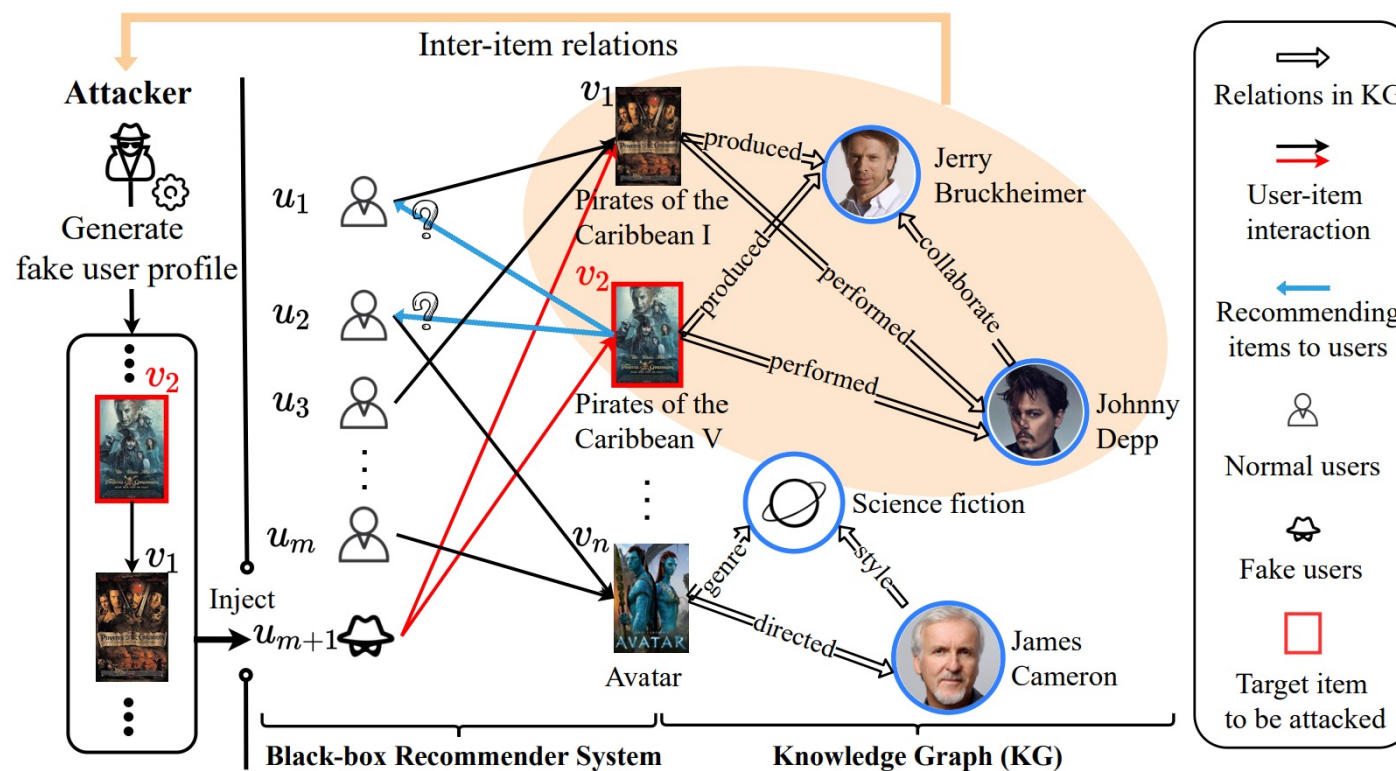 Inter-item relations
Attacker
Generate
fake user profile
v2
v1
Inject
u1
u2
u3
um
um+1
?
?
v1
Pirates of the
Caribbean I
v2
Pirates of the
Caribbean V
vn
AVATAR
Avatar
produced
produced
performed
performed
collaborate
genre
style
directed
Jerry
Bruckheimer
Johnny
Depp
Science fiction
James
Cameron
Black-box Recommender System
Knowledge Graph (KG)
Relations in KG
User-item
interaction
Recommending
items to users
Normal users
Fake users
Target item
to be attacked